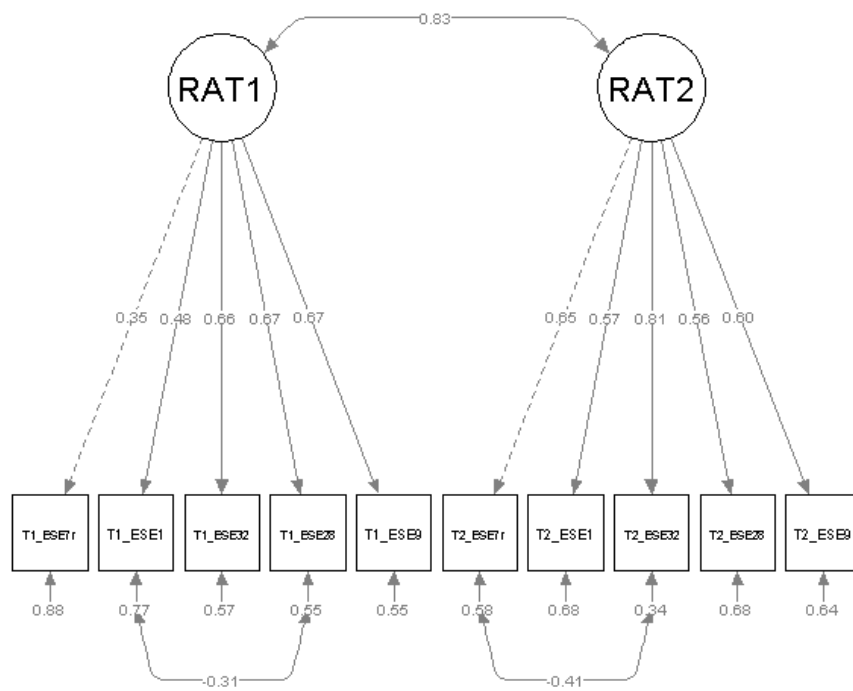 0.83
RAT1 RAT2
0.35 0.48 0.66 0.67 0.67 0.65 0.57 0.81 0.56 0.60
T1_ESE7r T1_ESE1 T1_ESE32 T1_ESE28 T1_ESE9 T2_ESE7r T2_ESE1 T2_ESE32 T2_ESE28 T2_ESE9
0.88 0.77 0.57 0.55 0.55 0.58 0.68 0.34 0.68 0.64
-0.31 -0.41